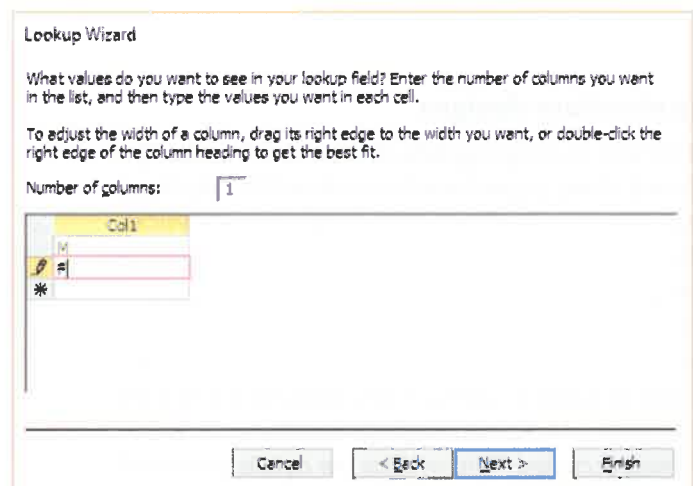 Lookup Wizard
What values do you want to see in your lookup field? Enter the number of columns you want
in the list, and then type the values you want in each cell.
To adjust the width of a column, drag its right edge to the width you want, or double-click the
right edge of the column heading to get the best fit.
Number of columns: 1
Col1
M
Cancel < Back Next > Finish